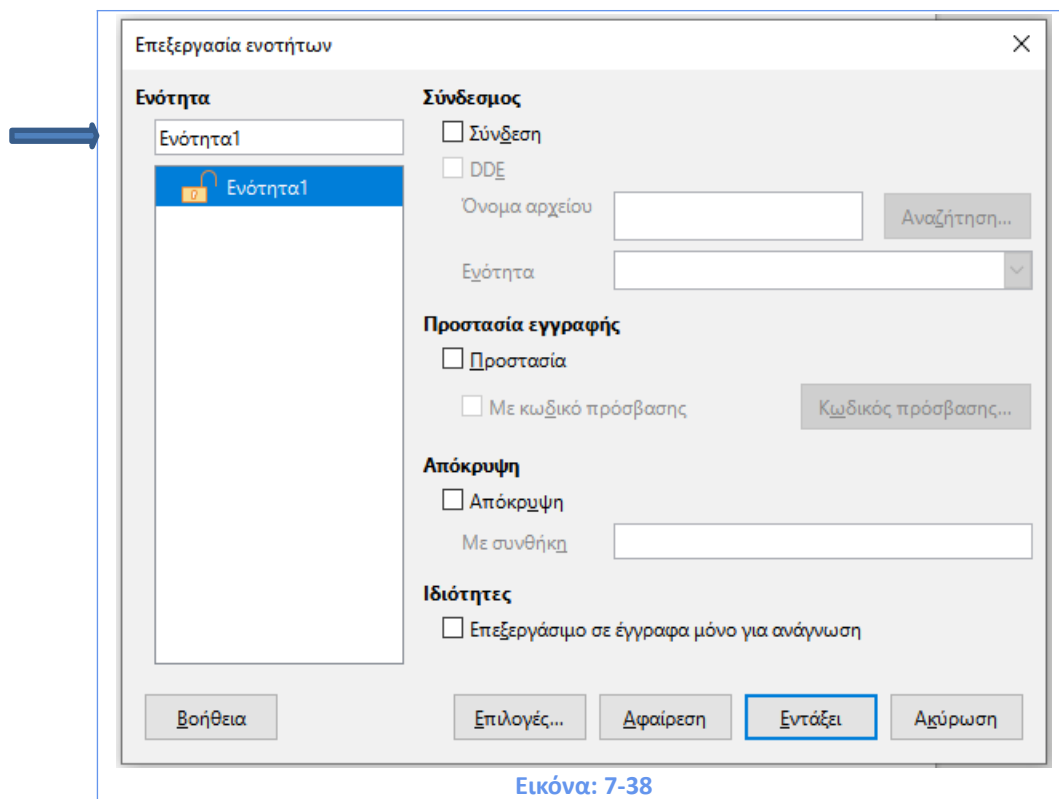 Επεξεργασία ενοτήτων
Ενότητα
Ενότητα1
Ενότητα1
Σύνδεσμος
Σύνδεση
DDE
Όνομα αρχείου
Αναζήτηση...
Ενότητα
Προστασία εγγραφής
Προστασία
Με κωδικό πρόσβασης
Κωδικός πρόσβασης...
Απόκρυψη
Απόκρυψη
Με συνθήκη
Ιδιότητες
Επεξεργάσιμο σε έγγραφα μόνο για ανάγνωση
Βοήθεια
Επιλογές...
Αφαίρεση
Εντάξει
Ακύρωση
Εικόνα: 7-38